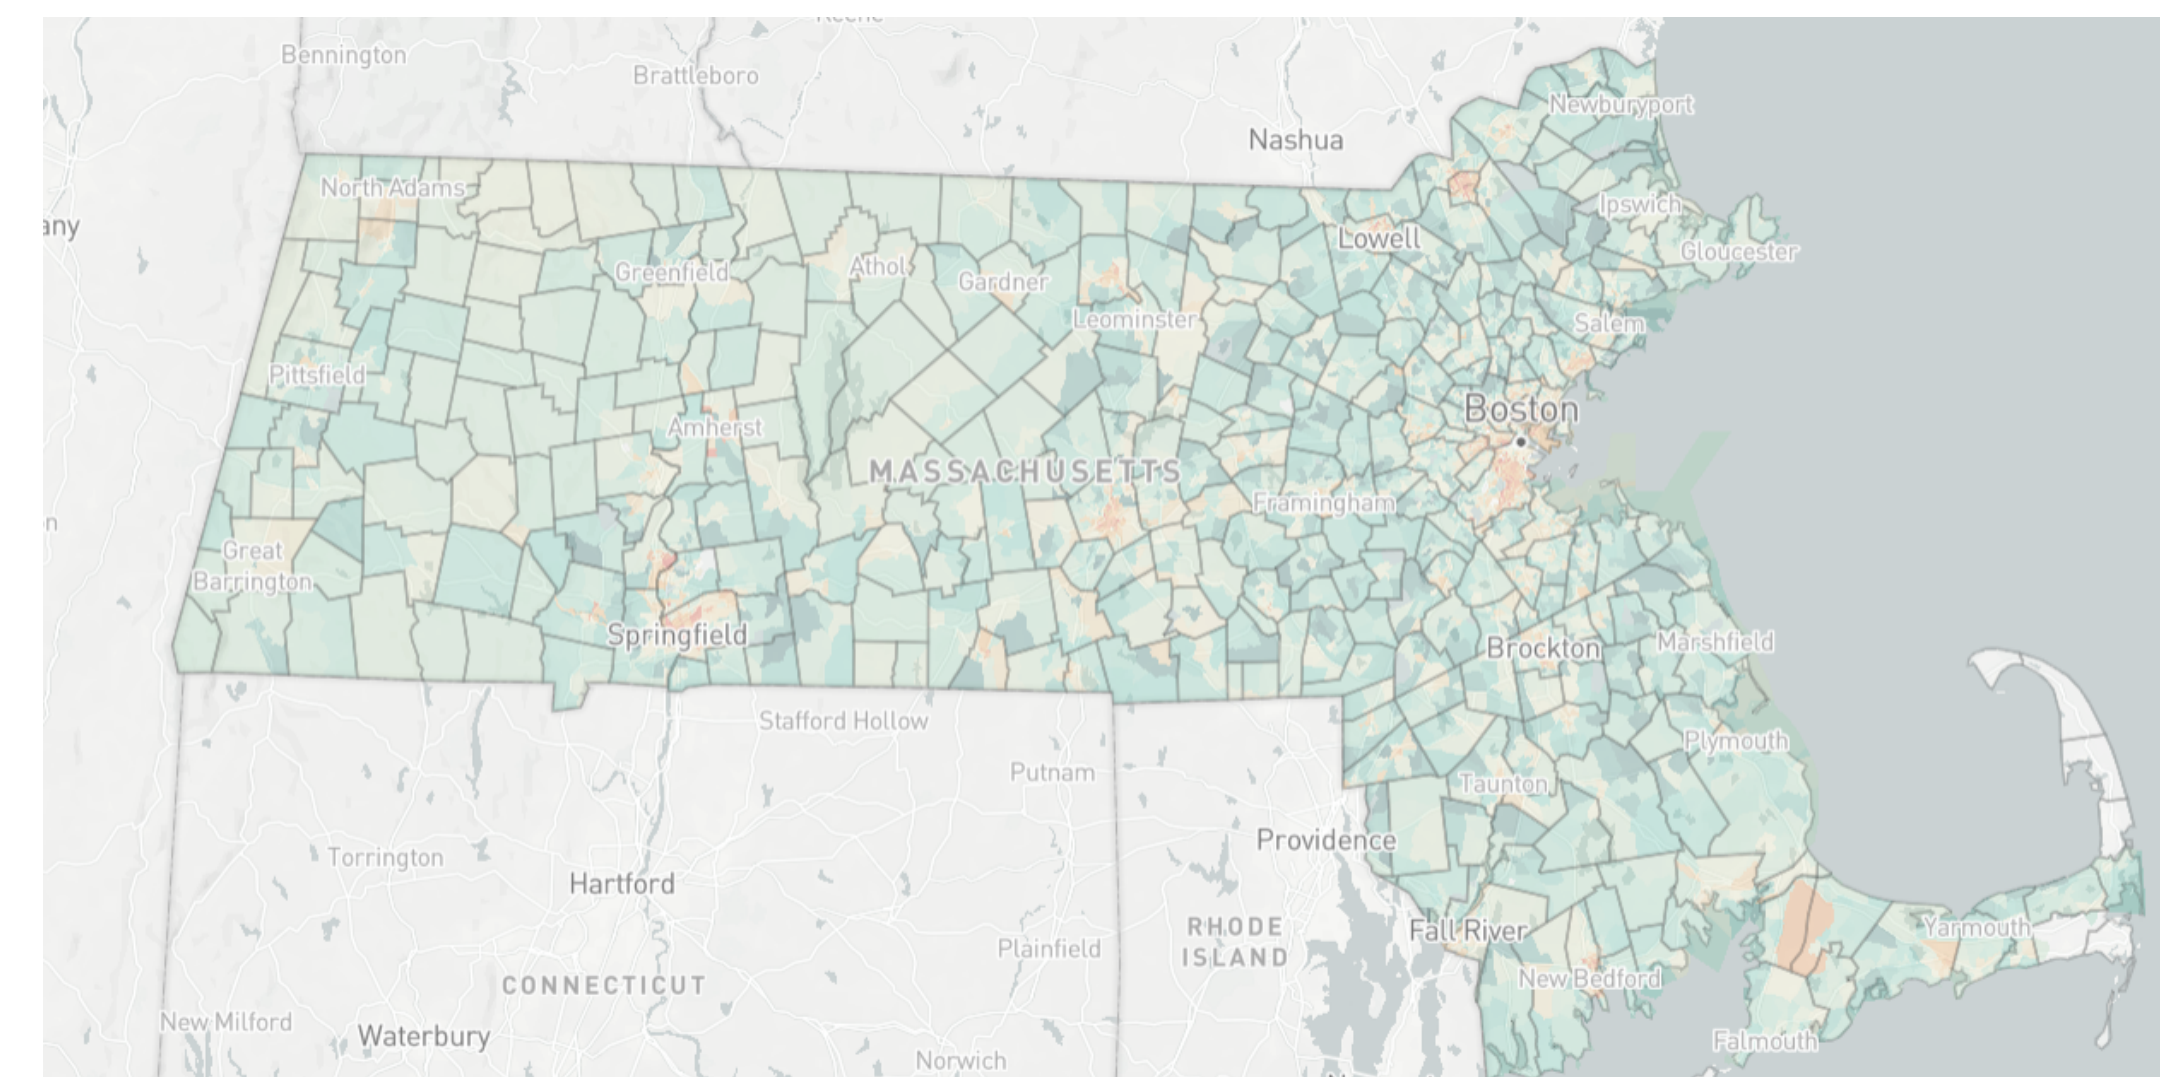 Bennington
Brattleboro
Newburyport
Nashua
North Adams
Ipswich
any
Lowell
Gloucester
Greenfield
Athol
Gardner
Leominster
Salem
Pittsfield
Boston
Amherst
MASSACHUSETTS
Framingham
n
Great
Barrington
Springfield
Brockton
Marshfield
Stafford Hollow
Plymouth
Putnam
Taunton
Providence
Torrington
Hartford
RHODE
ISLAND
Fall River
Yarmouth
Plainfield
New Bedford
CONNECTICUT
New Milford
Waterbury
Falmouth
Norwich